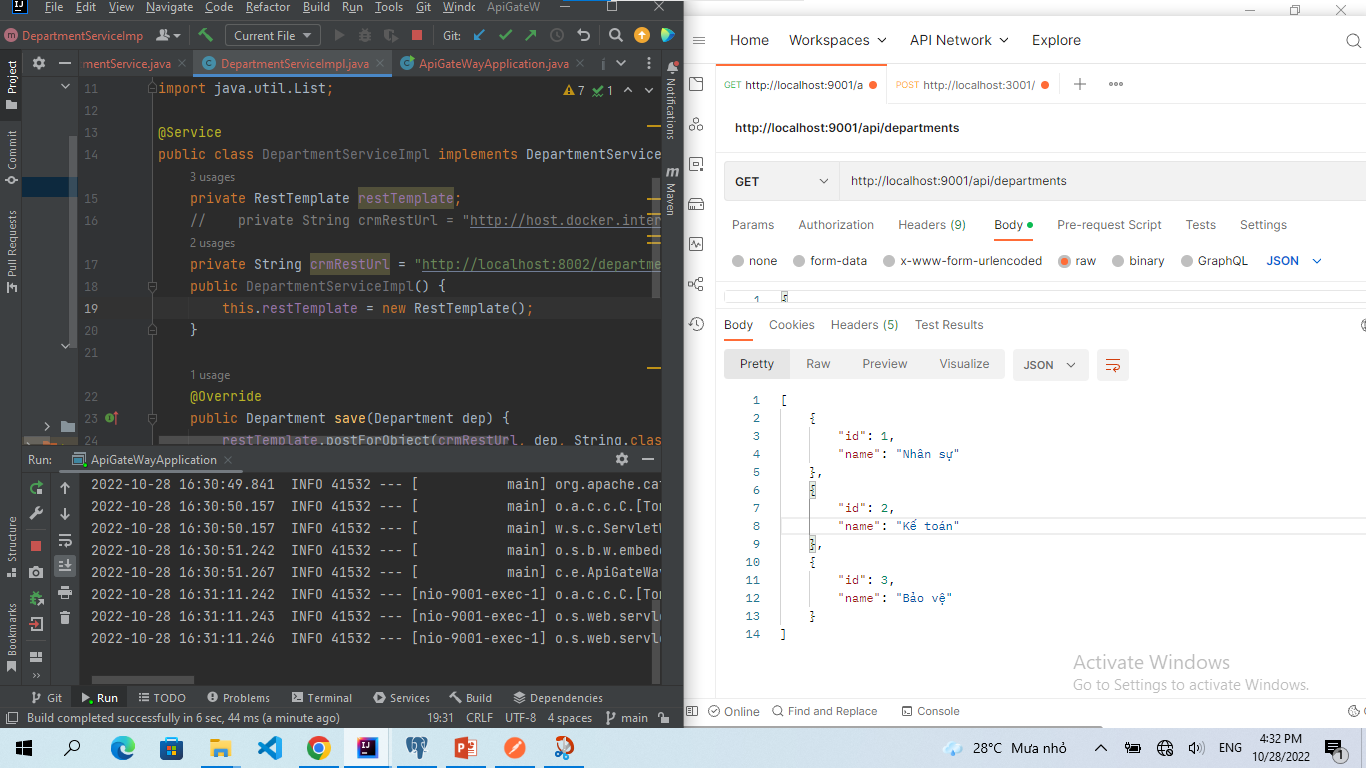 File Edit View Navigate Code Refactor Build Run Tools Git Windc ApiGateW
DepartmentServiceImp Current File Git:
mentService.java DepartmentServiceImpl.java ApiGateWayApplication.java
Project
Commit
Pull Requests
Structure
Bookmarks
Notifications
Maven
7 1
11 import java.util.List;
12
13 @Service
14 public class DepartmentServiceImpl implements DepartmentService
3 usages
15 private RestTemplate restTemplate;
16 // private String crmRestUrl = "http://host.docker.inter
2 usages
17 private String crmRestUrl = "http://localhost:8002/departme
18 public DepartmentServiceImpl() {
19 this.restTemplate = new RestTemplate();
20 }
21
1 usage
22 @Override
23 public Department save(Department dep) {
24 restTemplate.postForObject(crmRestUrl, dep, String.clas
Run: ApiGateWayApplication
2022-10-28 16:30:49.841 INFO 41532 --- [ main] org.apache.cat
2022-10-28 16:30:50.157 INFO 41532 --- [ main] o.a.c.c.C.[Tom
2022-10-28 16:30:50.157 INFO 41532 --- [ main] w.s.c.ServletW
2022-10-28 16:30:51.242 INFO 41532 --- [ main] o.s.b.w.embedd
2022-10-28 16:30:51.267 INFO 41532 --- [ main] c.e.ApiGateWay
2022-10-28 16:31:11.242 INFO 41532 --- [nio-9001-exec-1] o.a.c.c.C.[Tom
2022-10-28 16:31:11.243 INFO 41532 --- [nio-9001-exec-1] o.s.web.servle
2022-10-28 16:31:11.246 INFO 41532 --- [nio-9001-exec-1] o.s.web.servle
Git Run TODO Problems Terminal Services Build Dependencies
Build completed successfully in 6 sec, 44 ms (a minute ago) 19:31 CRLF UTF-8 4 spaces main
Home Workspaces API Network Explore
GET http://localhost:9001/a POST http://localhost:3001/
http://localhost:9001/api/departments
GET http://localhost:9001/api/departments
Params Authorization Headers (9) Body Pre-request Script Tests Settings
none form-data x-www-form-urlencoded raw binary GraphQL JSON
1 {
Body Cookies Headers (5) Test Results
Pretty Raw Preview Visualize JSON
1 [
2 {
3 "id": 1,
4 "name": "Nhân sự"
5 },
6 {
7 "id": 2,
8 "name": "Kế toán"
9 },
10 {
11 "id": 3,
12 "name": "Bảo vệ"
13 }
14 ]
Activate Windows
Go to Settings to activate Windows.
Online Find and Replace Console
28°C Mưa nhỏ ENG 4:32 PM
10/28/2022 1